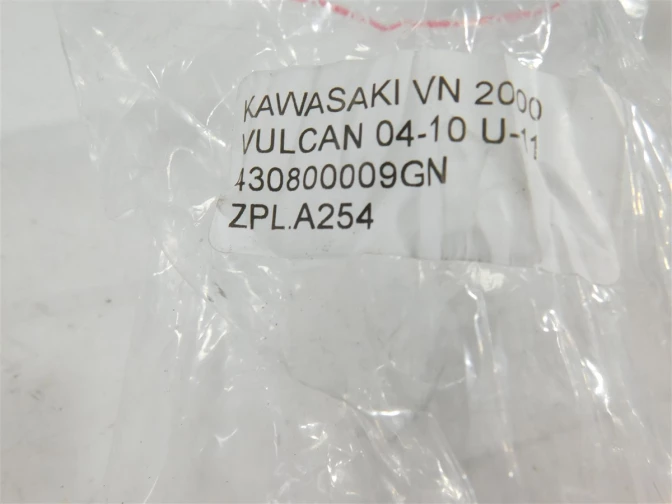 KAWASAKI VN 2000
VULCAN 04-10 U-11
430800009GN
ZPL.A254